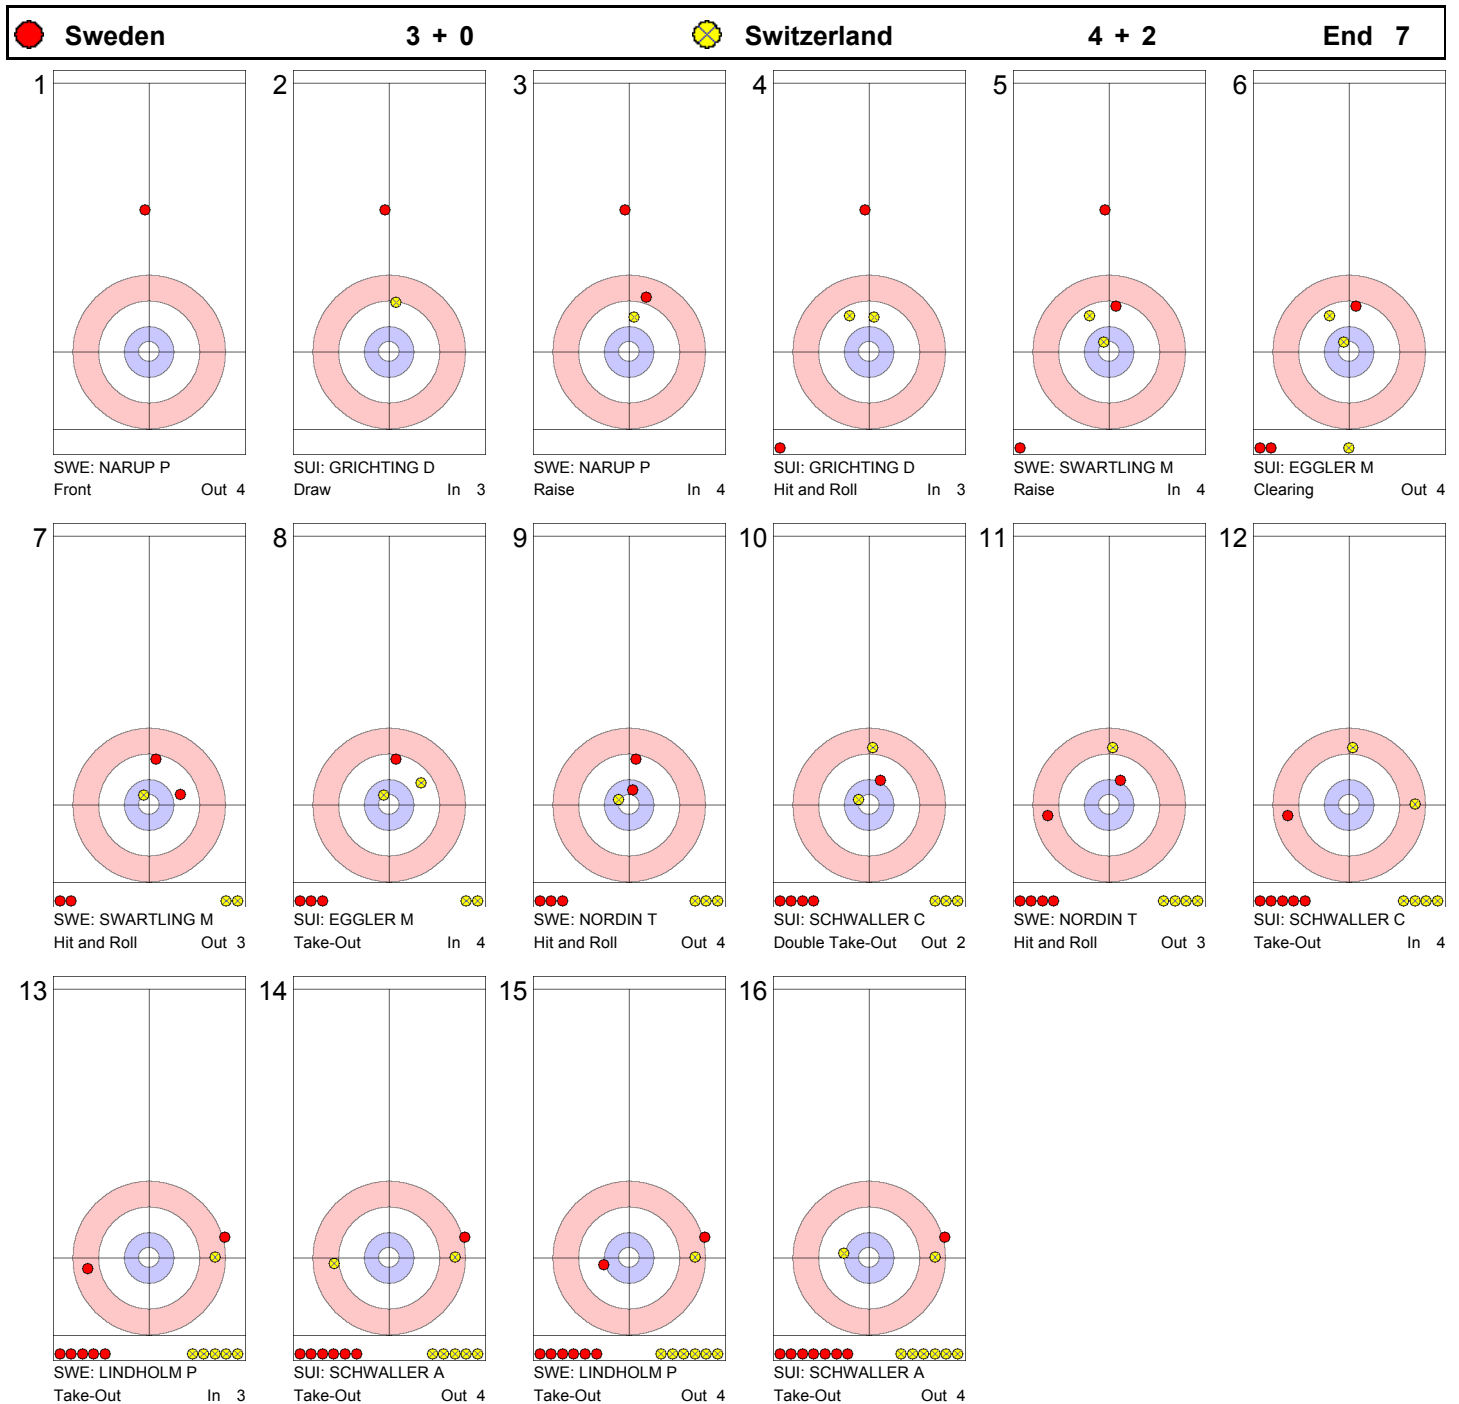 Sweden 3 + 0 Switzerland 4 + 2 End 7
1 2 3 4 5 6
SWE: NARUP P SUI: GRICHTING D SWE: NARUP P SUI: GRICHTING D SWE: SWARTLING M SUI: EGGLER M
Front Out 4 Draw In 3 Raise In 4 Hit and Roll In 3 Raise In 4 Clearing Out 4
7 8 9 10 11 12
SWE: SWARTLING M SUI: EGGLER M SWE: NORDIN T SUI: SCHWALLER C SWE: NORDIN T SUI: SCHWALLER C
Hit and Roll Out 3 Take-Out In 4 Hit and Roll Out 4 Double Take-Out Out 2 Hit and Roll Out 3 Take-Out In 4
13 14 15 16
SWE: LINDHOLM P SUI: SCHWALLER A SWE: LINDHOLM P SUI: SCHWALLER A
Take-Out In 3 Take-Out Out 4 Take-Out Out 4 Take-Out Out 4